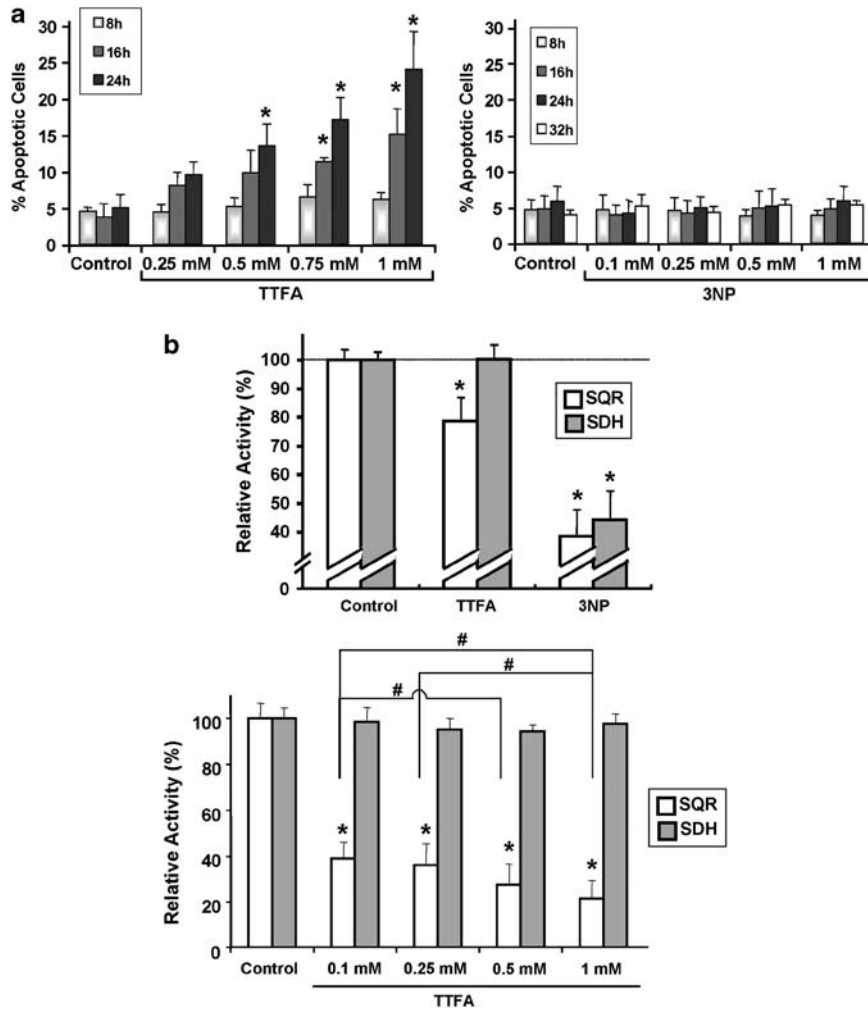 a
% Apoptotic Cells
30
25
20
15
10
5
0
8h
16h
24h
*
*
*
*
*
Control
0.25 mM
0.5 mM
0.75 mM
1 mM
TTFA
% Apoptotic Cells
30
25
20
15
10
5
0
8h
16h
24h
32h
Control
0.1 mM
0.25 mM
0.5 mM
1 mM
3NP
b
Relative Activity (%)
100
90
80
70
60
50
40
0
*
*
*
SQR
SDH
Control
TTFA
3NP
#
#
#
Relative Activity (%)
100
80
60
40
20
0
*
*
*
*
SQR
SDH
Control
0.1 mM
0.25 mM
0.5 mM
1 mM
TTFA